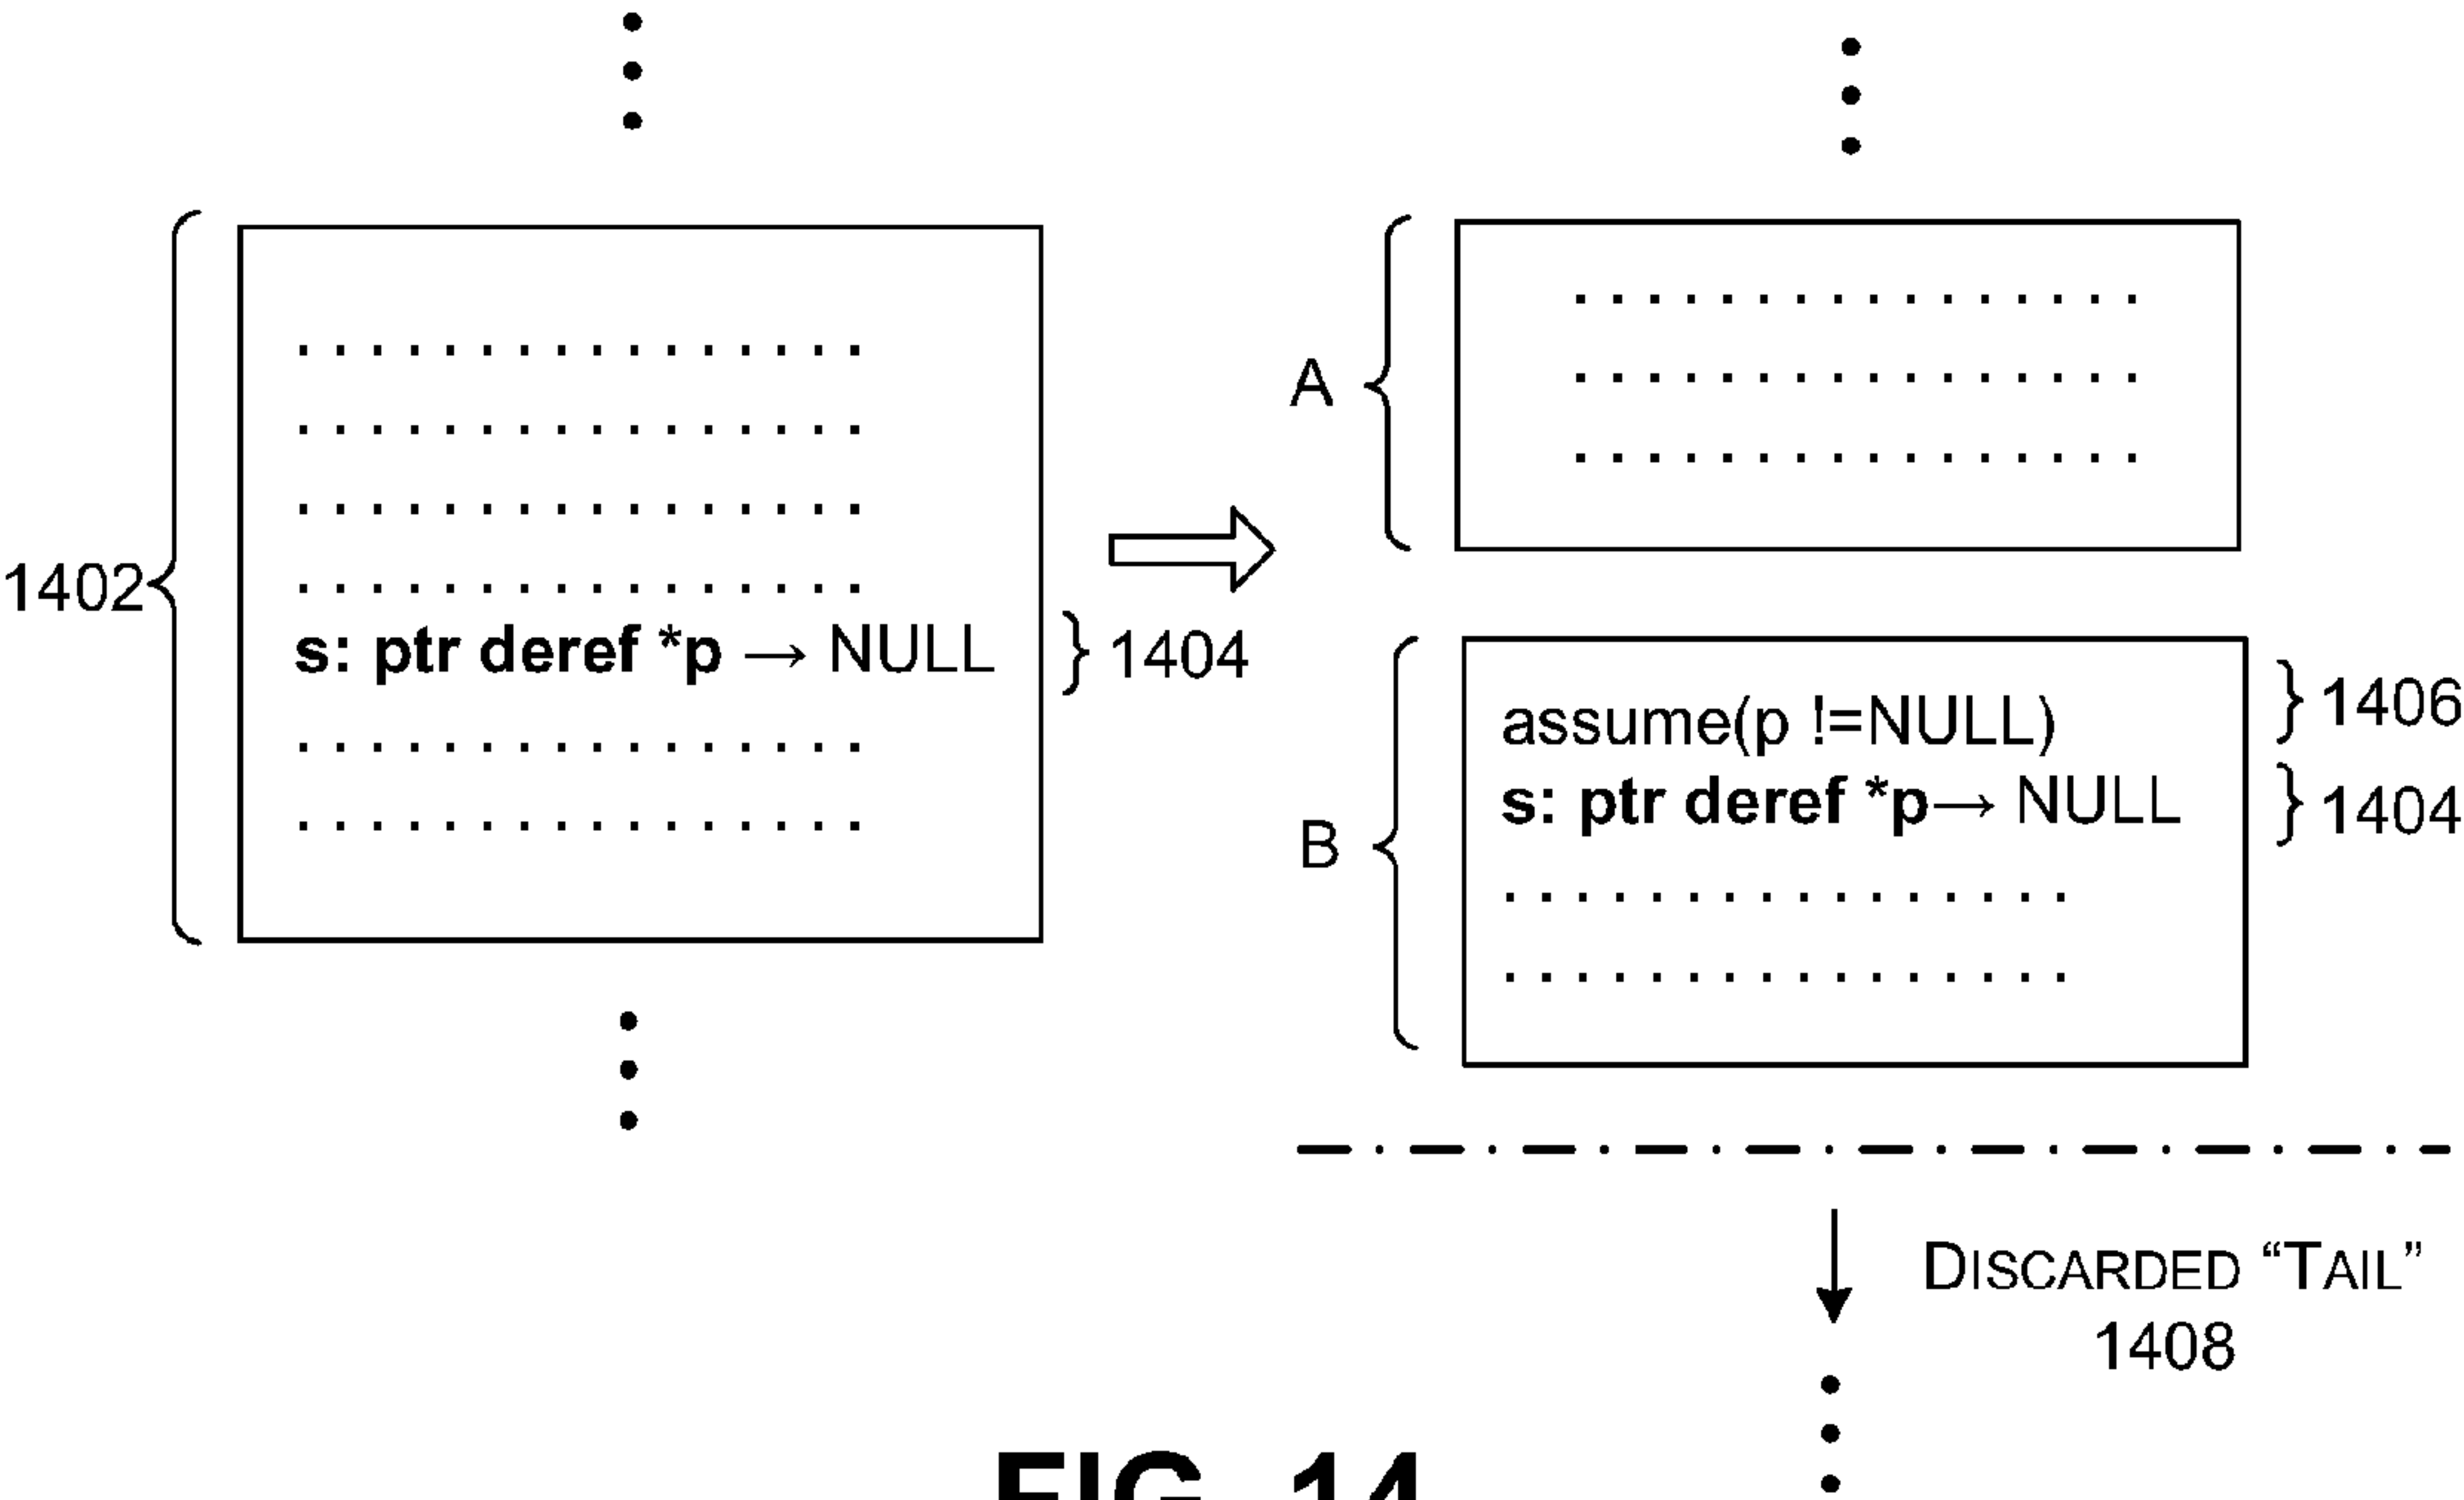 A
1402
s: ptr deref *p → NULL
1404
assume(p !=NULL)
1406
s: ptr deref *p→ NULL
1404
B
DISCARDED “TAIL”
1408
FIG. 14